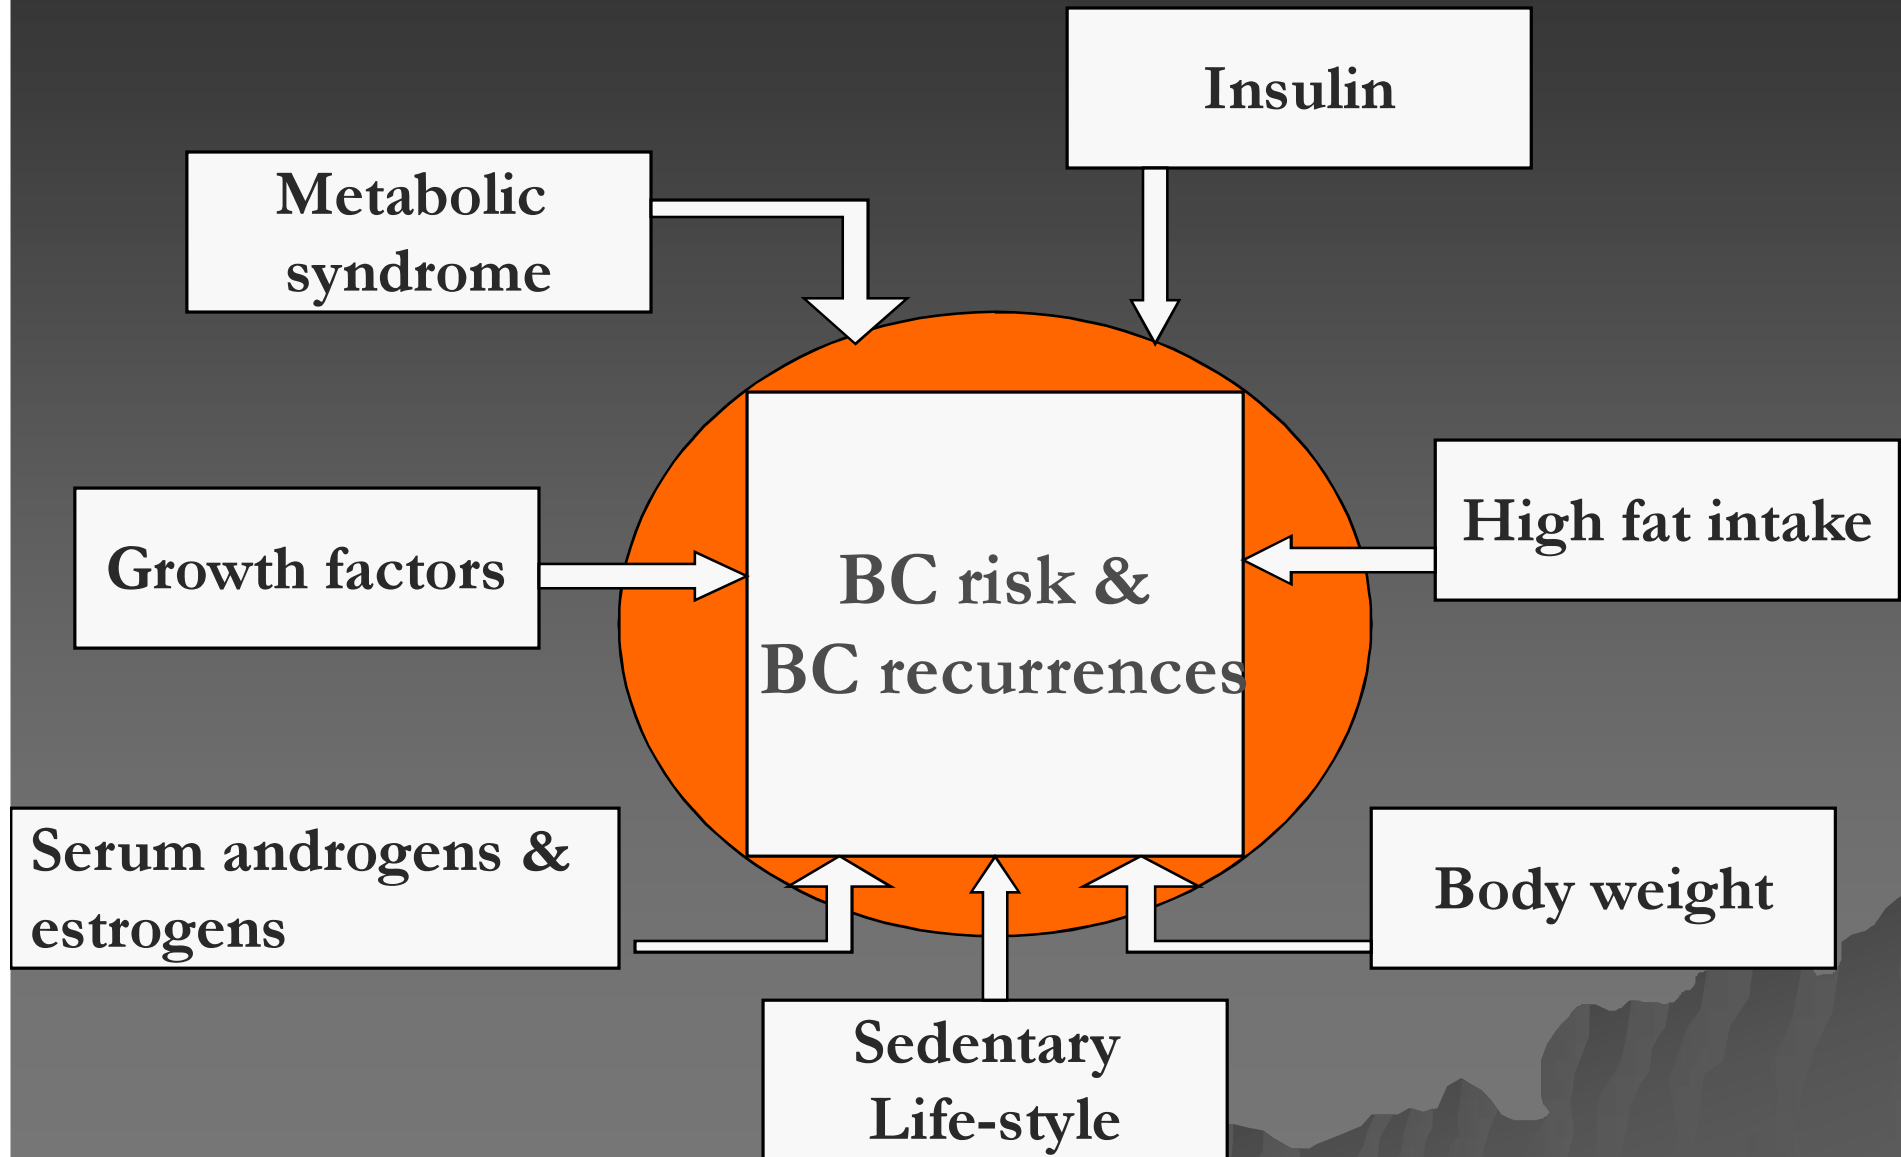 Insulin
Metabolic
syndrome
High fat intake
Growth factors
BC risk &
BC recurrences
Serum androgens &
estrogens
Body weight
Sedentary
Life-style